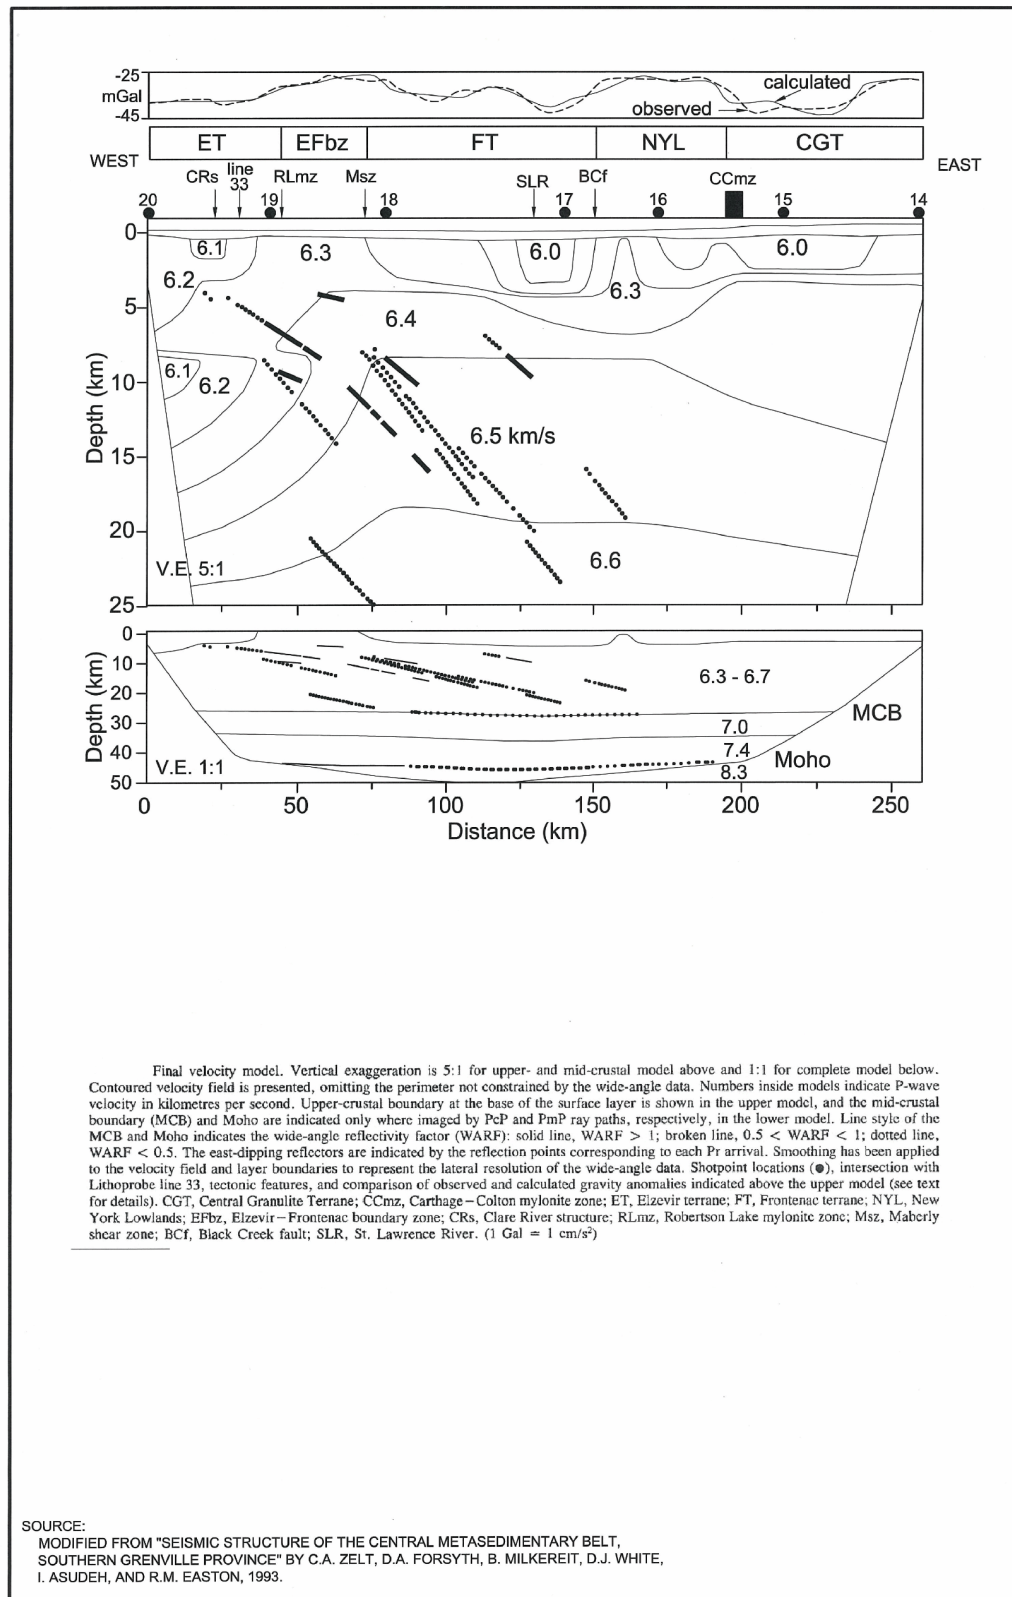 -25
mGal
-45
calculated
observed
ET EFbz FT NYL CGT
WEST EAST
CRs line 33 RLmz Msz SLR BCf CCmz
20 19 18 17 16 15 14
0
6.1 6.3 6.0 6.0
6.2 6.3
5
6.4
Depth (km)
10
6.1 6.2
6.5 km/s
15
20
6.6
V.E. 5:1
25
0
10
6.3 - 6.7
20
Depth (km)
30
MCB
7.0
40
7.4
Moho
V.E. 1:1
8.3
50
0 50 100 150 200 250
Distance (km)
Final velocity model. Vertical exaggeration is 5:1 for upper- and mid-crustal model above and 1:1 for complete model below.
Contoured velocity field is presented, omitting the perimeter not constrained by the wide-angle data. Numbers inside models indicate P-wave
velocity in kilometres per second. Upper-crustal boundary at the base of the surface layer is shown in the upper model, and the mid-crustal
boundary (MCB) and Moho are indicated only where imaged by PcP and PmP ray paths, respectively, in the lower model. Line style of the
MCB and Moho indicates the wide-angle reflectivity factor (WARF): solid line, WARF > 1; broken line, 0.5 < WARF < 1; dotted line,
WARF < 0.5. The east-dipping reflectors are indicated by the reflection points corresponding to each Pr arrival. Smoothing has been applied
to the velocity field and layer boundaries to represent the lateral resolution of the wide-angle data. Shotpoint locations (●), intersection with
Lithoprobe line 33, tectonic features, and comparison of observed and calculated gravity anomalies indicated above the upper model (see text
for details). CGT, Central Granulite Terrane; CCmz, Carthage–Colton mylonite zone; ET, Elzevir terrane; FT, Frontenac terrane; NYL, New
York Lowlands; EFbz, Elzevir–Frontenac boundary zone; CRs, Clare River structure; RLmz, Robertson Lake mylonite zone; Msz, Maberly
shear zone; BCf, Black Creek fault; SLR, St. Lawrence River. (1 Gal = 1 cm/s²)
SOURCE:
MODIFIED FROM "SEISMIC STRUCTURE OF THE CENTRAL METASEDIMENTARY BELT,
SOUTHERN GRENVILLE PROVINCE" BY C.A. ZELT, D.A. FORSYTH, B. MILKEREIT, D.J. WHITE,
I. ASUDEH, AND R.M. EASTON, 1993.